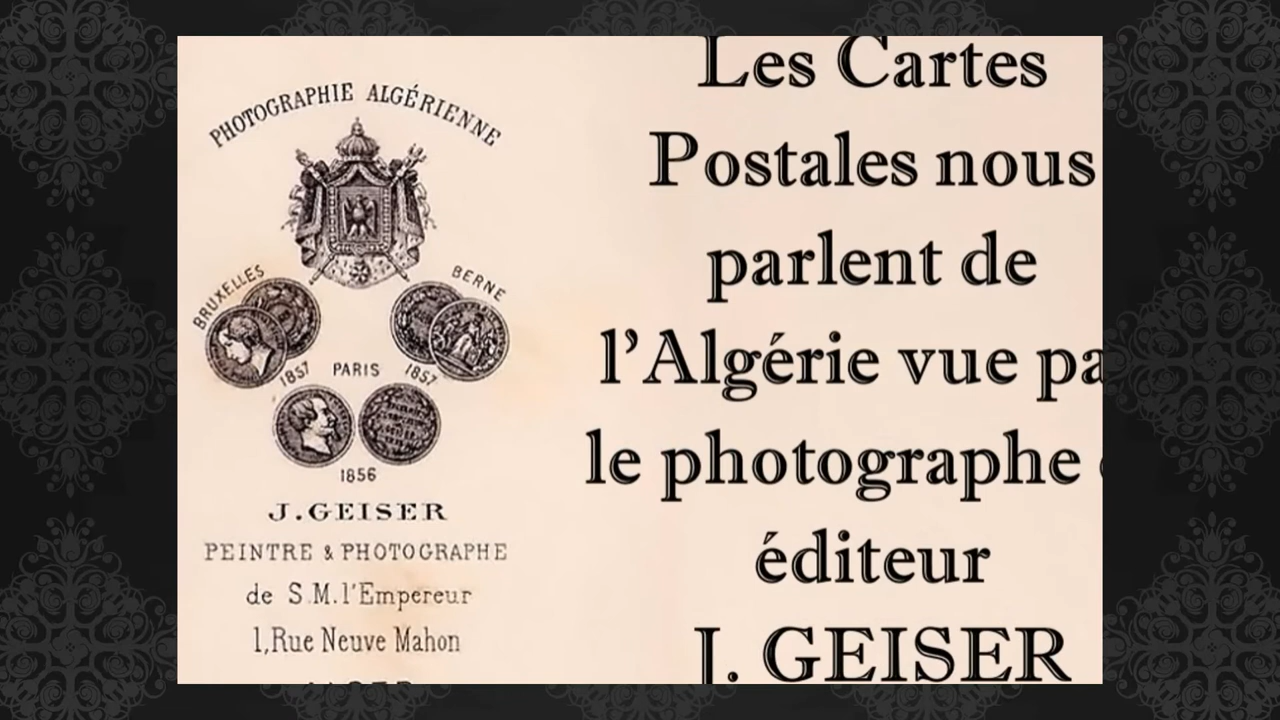 PHOTOGRAPHIE ALGÉRIENNE
BRUXELLES
BERNE
1857
PARIS
1857
1856
J.GEISER
PEINTRE & PHOTOGRAPHE
de S.M.l'Empereur
1,Rue Neuve Mahon
Les Cartes
Postales nous
parlent de
l’Algérie vue pa
le photographe
éditeur
J. GEISER